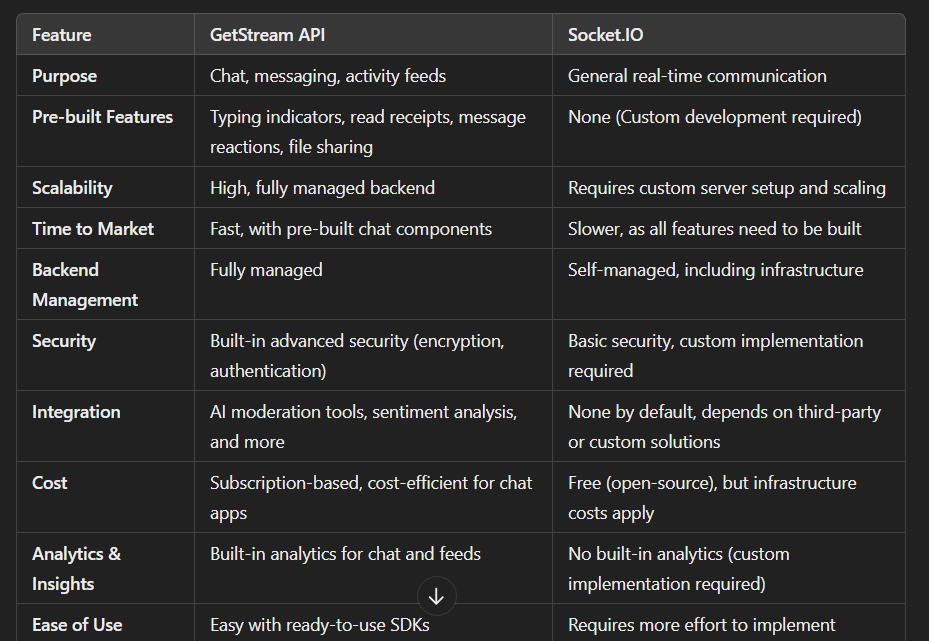 Feature GetStream API Socket.IO
Purpose Chat, messaging, activity feeds General real-time communication
Pre-built Features Typing indicators, read receipts, message None (Custom development required)
reactions, file sharing
Scalability High, fully managed backend Requires custom server setup and scaling
Time to Market Fast, with pre-built chat components Slower, as all features need to be built
Backend Fully managed Self-managed, including infrastructure
Management
Security Built-in advanced security (encryption, Basic security, custom implementation
authentication) required
Integration AI moderation tools, sentiment analysis, None by default, depends on third-party
and more or custom solutions
Cost Subscription-based, cost-efficient for chat Free (open-source), but infrastructure
apps costs apply
Analytics & Built-in analytics for chat and feeds No built-in analytics (custom
Insights implementation required)
Ease of Use Easy with ready-to-use SDKs Requires more effort to implement